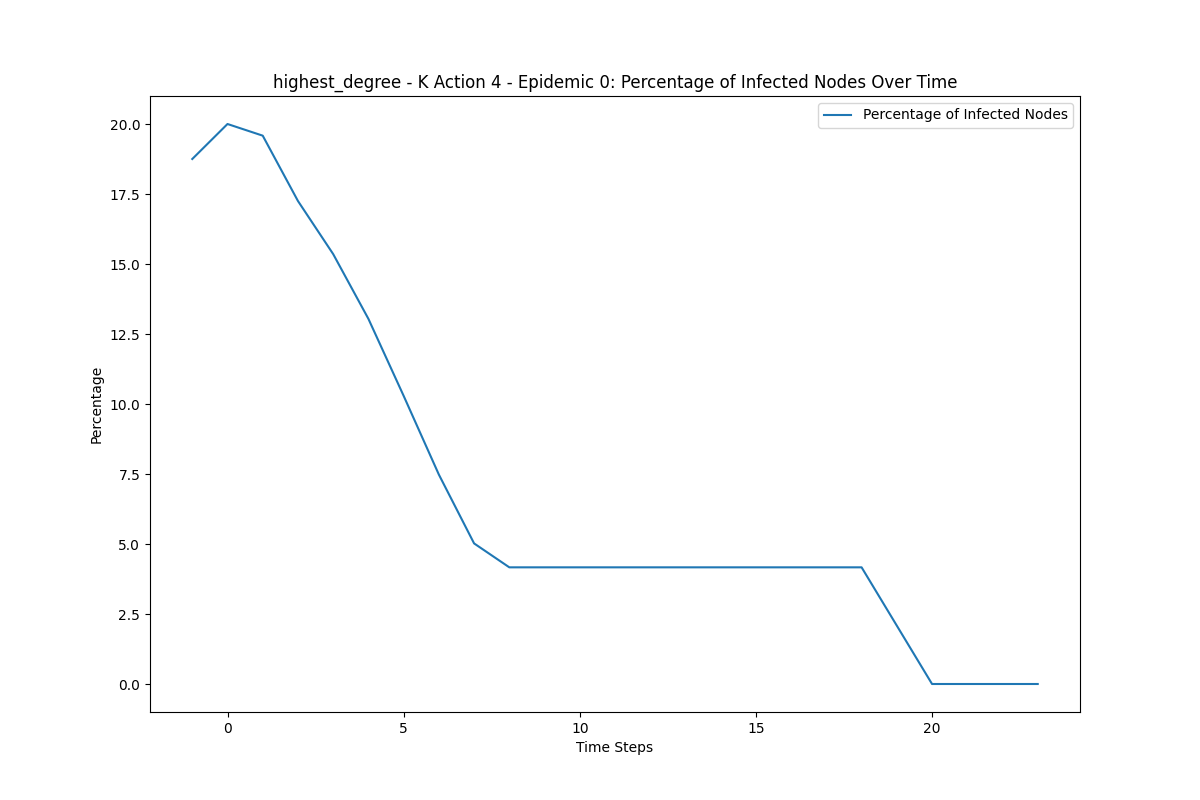 highest_degree - K Action 4 - Epidemic 0: Percentage of Infected Nodes Over Time
Percentage of Infected Nodes
20.0
17.5
15.0
12.5
10.0
7.5
5.0
2.5
0.0
Percentage
0 5 10 15 20
Time Steps